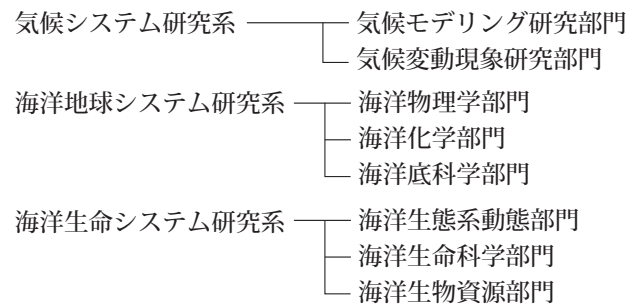 気候システム研究系 気候モデリング研究部門
気候変動現象研究部門
海洋地球システム研究系 海洋物理学部門
海洋化学部門
海洋底科学部門
海洋生命システム研究系 海洋生態系動態部門
海洋生命科学部門
海洋生物資源部門